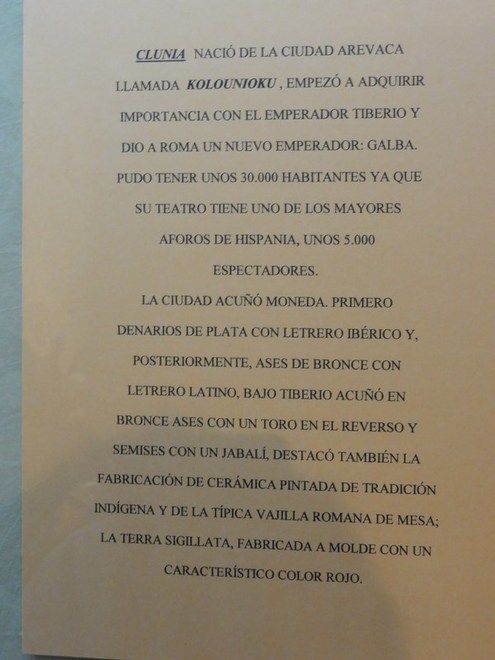 CLUNIA NACIÓ DE LA CIUDAD AREVACA
LLAMADA KOLOUNIOKU , EMPEZÓ A ADQUIRIR
IMPORTANCIA CON EL EMPERADOR TIBERIO Y
DIO A ROMA UN NUEVO EMPERADOR: GALBA.
PUDO TENER UNOS 30.000 HABITANTES YA QUE
SU TEATRO TIENE UNO DE LOS MAYORES
AFOROS DE HISPANIA, UNOS 5.000
ESPECTADORES.
LA CIUDAD ACUÑÓ MONEDA. PRIMERO
DENARIOS DE PLATA CON LETRERO IBÉRICO Y,
POSTERIORMENTE, ASES DE BRONCE CON
LETRERO LATINO, BAJO TIBERIO ACUÑÓ EN
BRONCE ASES CON UN TORO EN EL REVERSO Y
SEMISES CON UN JABALÍ, DESTACÓ TAMBIÉN LA
FABRICACIÓN DE CERÁMICA PINTADA DE TRADICIÓN
INDÍGENA Y DE LA TÍPICA VAJILLA ROMANA DE MESA;
LA TERRA SIGILLATA, FABRICADA A MOLDE CON UN
CARACTERÍSTICO COLOR ROJO.